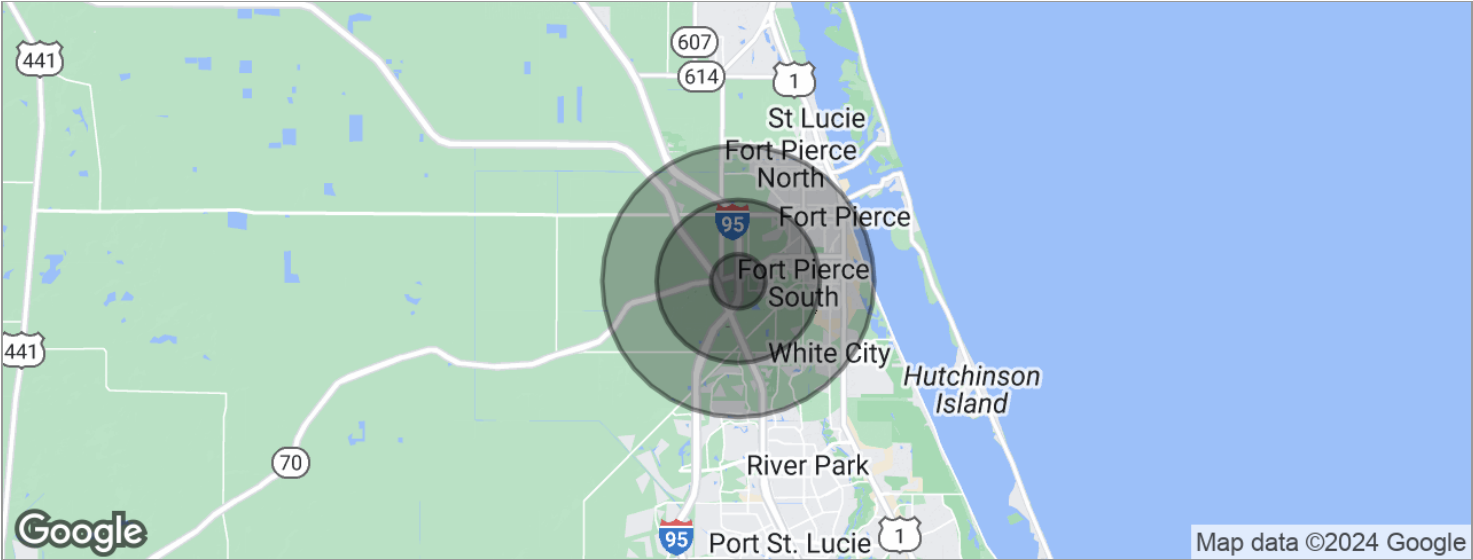 607
441
614
1
St Lucie
Fort Pierce
North
95
Fort Pierce
Fort Pierce
South
441
White City
Hutchinson
Island
70
River Park
Google
95
Port St. Lucie
1
Map data ©2024 Google